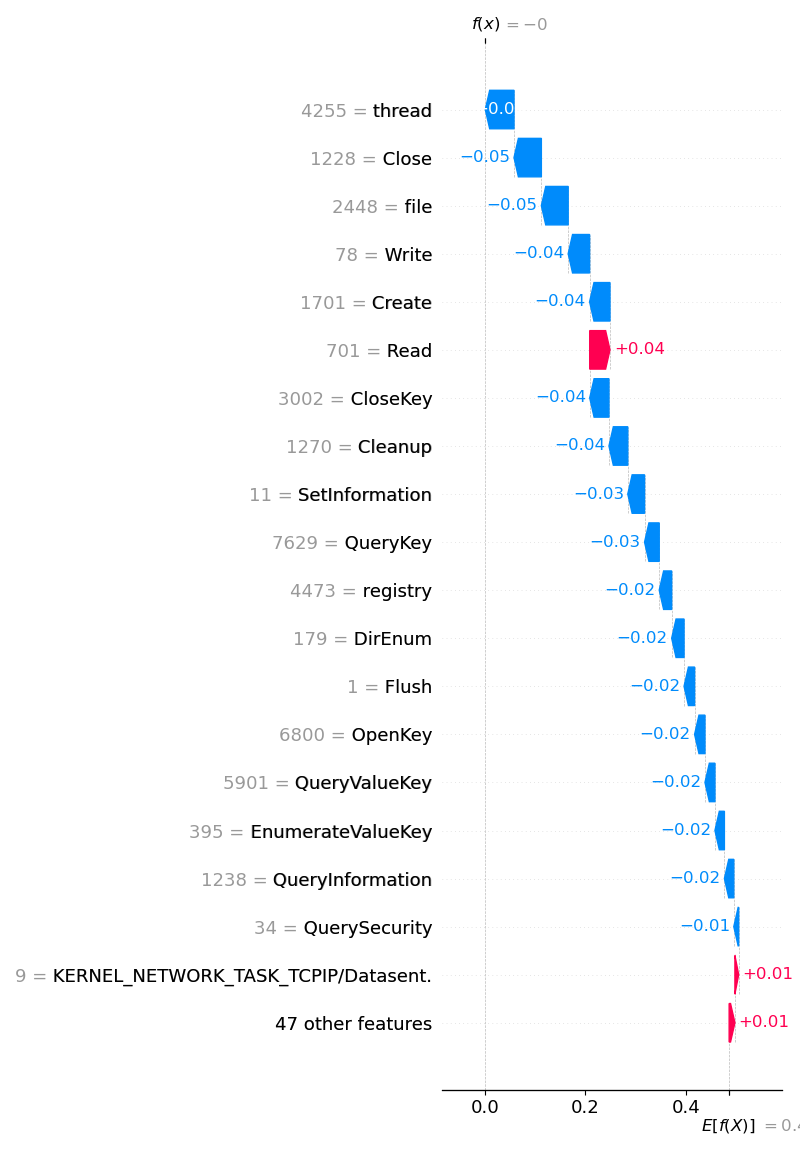 f(x) = −0
4255 = thread
1228 = Close −0.05
2448 = file −0.05
78 = Write −0.04
1701 = Create −0.04
701 = Read +0.04
3002 = CloseKey −0.04
1270 = Cleanup −0.04
11 = SetInformation −0.03
7629 = QueryKey −0.03
4473 = registry −0.02
179 = DirEnum −0.02
1 = Flush −0.02
6800 = OpenKey −0.02
5901 = QueryValueKey −0.02
395 = EnumerateValueKey −0.02
1238 = QueryInformation −0.02
34 = QuerySecurity −0.01
9 = KERNEL_NETWORK_TASK_TCPIP/Datasent. +0.01
47 other features +0.01
0.0 0.2 0.4
E[f(X)] = 0.4